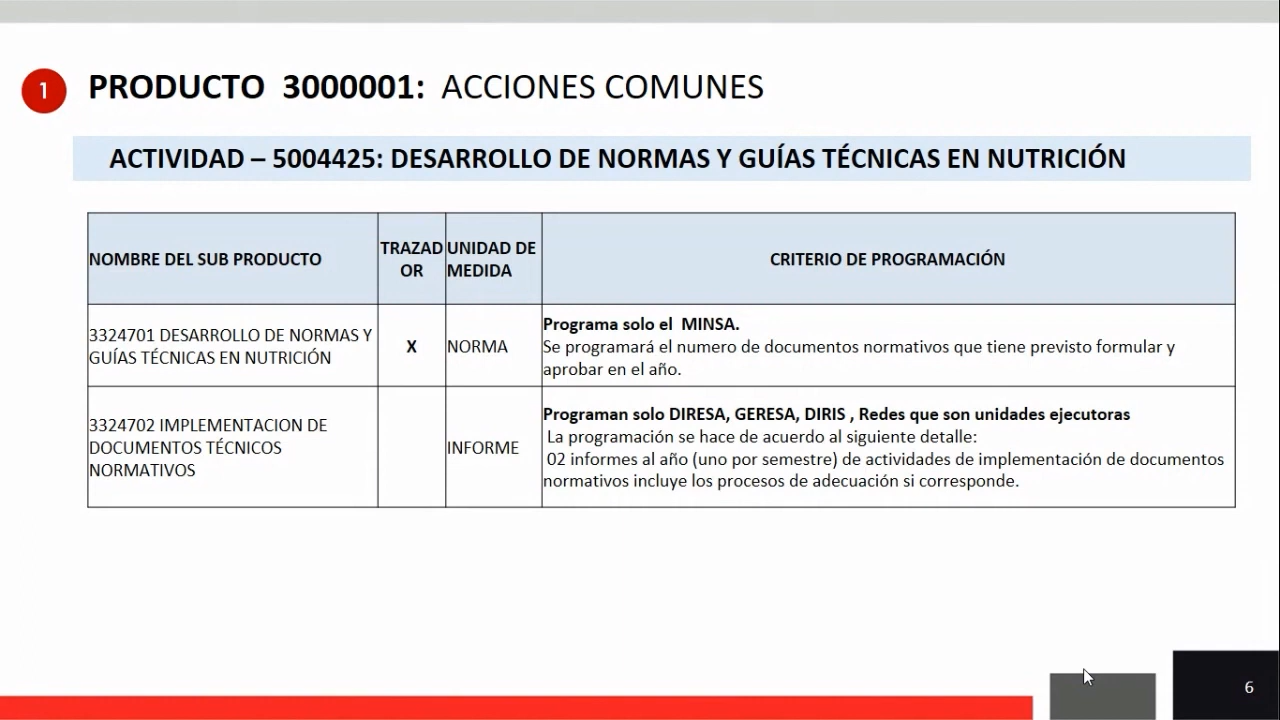 1
PRODUCTO 3000001: ACCIONES COMUNES
ACTIVIDAD – 5004425: DESARROLLO DE NORMAS Y GUÍAS TÉCNICAS EN NUTRICIÓN
NOMBRE DEL SUB PRODUCTO
TRAZAD
OR
UNIDAD DE
MEDIDA
CRITERIO DE PROGRAMACIÓN
3324701 DESARROLLO DE NORMAS Y
GUÍAS TÉCNICAS EN NUTRICIÓN
X
NORMA
Programa solo el MINSA.
Se programará el numero de documentos normativos que tiene previsto formular y
aprobar en el año.
3324702 IMPLEMENTACION DE
DOCUMENTOS TÉCNICOS
NORMATIVOS
INFORME
Programan solo DIRESA, GERESA, DIRIS , Redes que son unidades ejecutoras
La programación se hace de acuerdo al siguiente detalle:
02 informes al año (uno por semestre) de actividades de implementación de documentos
normativos incluye los procesos de adecuación si corresponde.
6